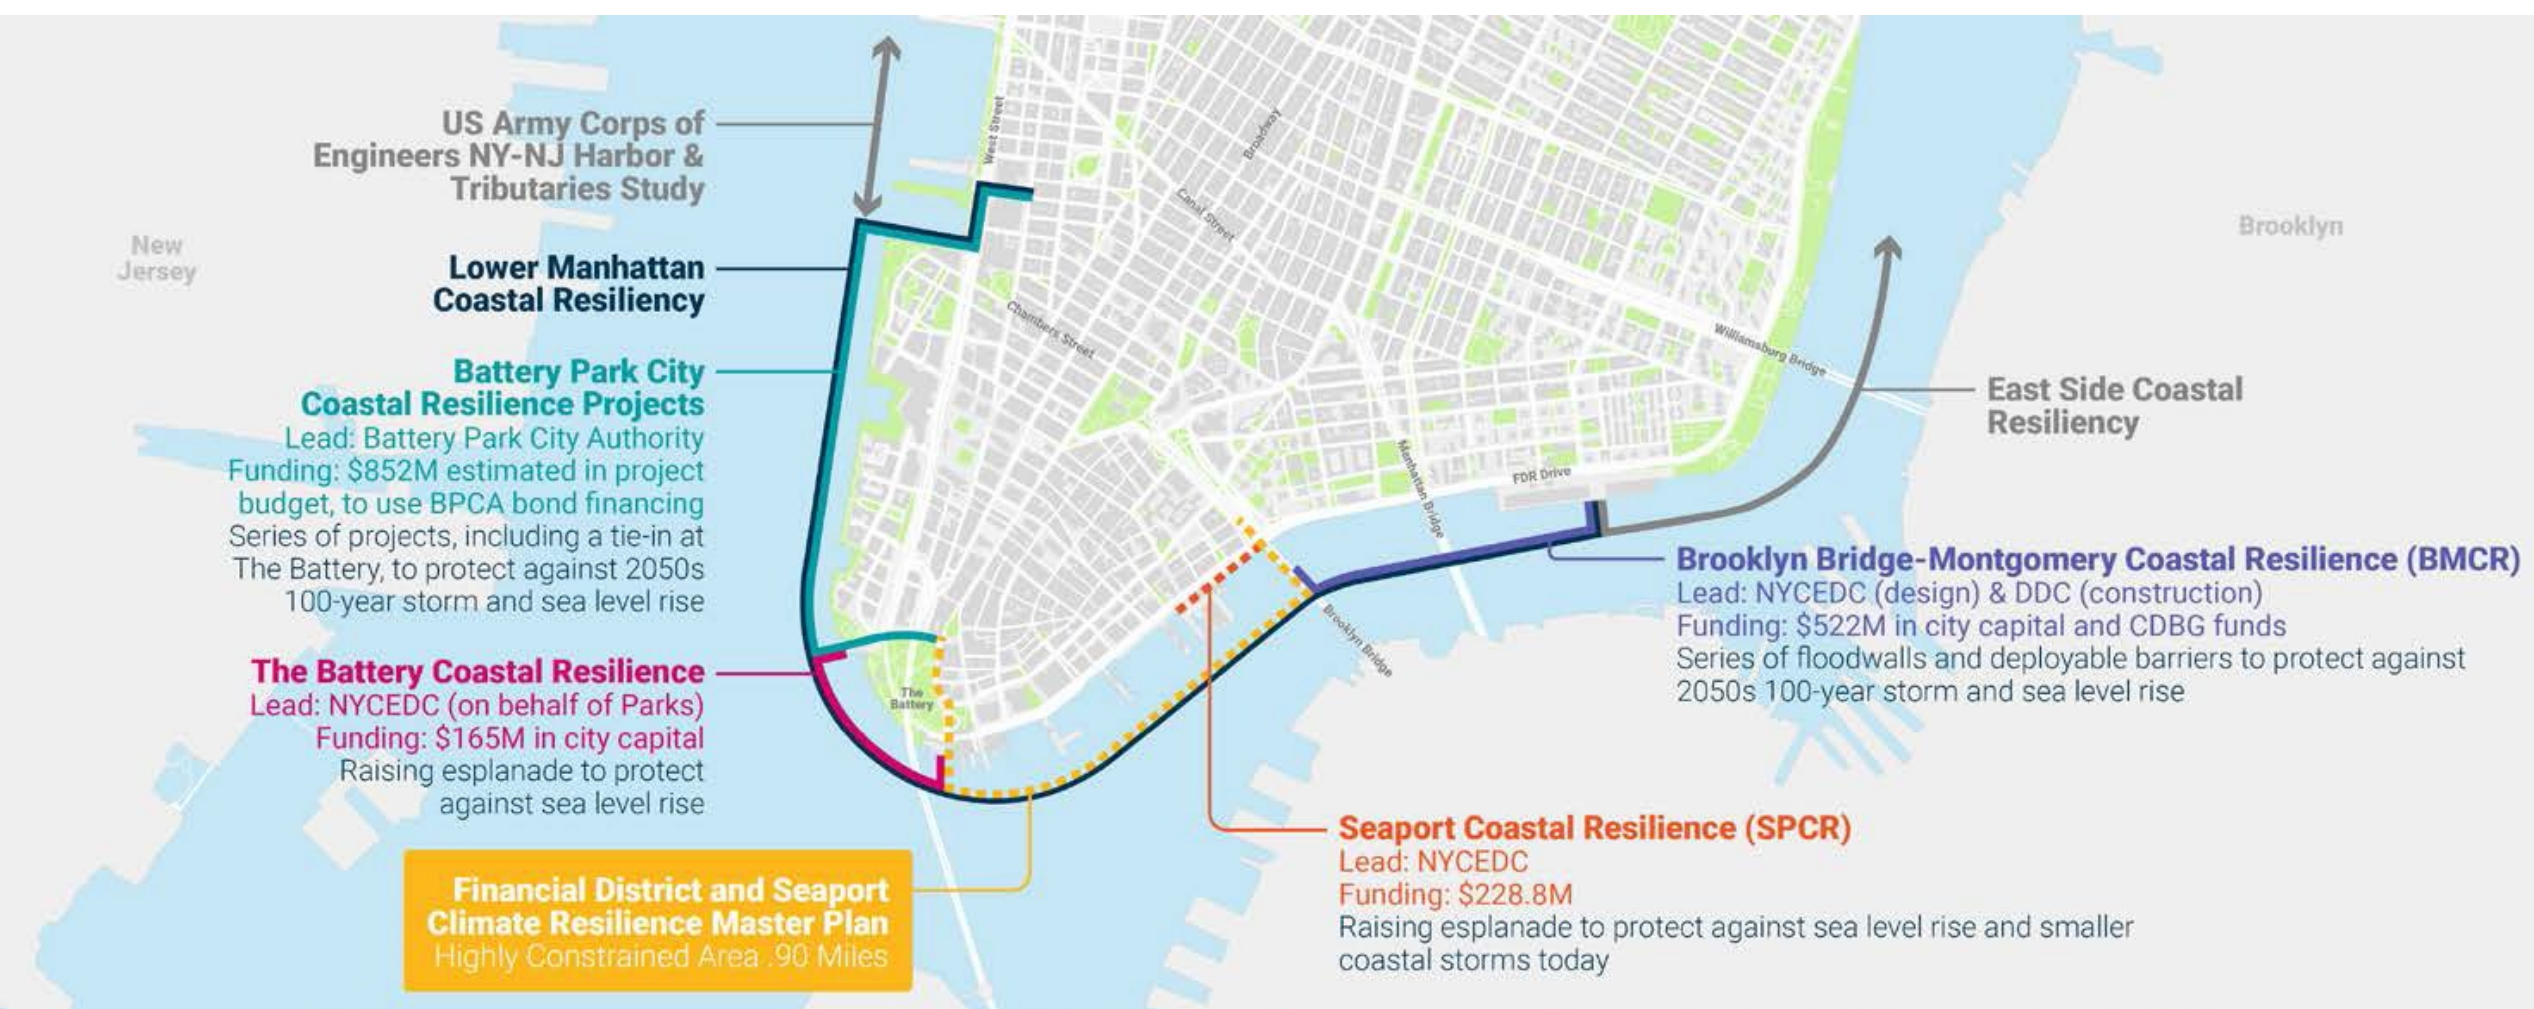 US Army Corps of
Engineers NY-NJ Harbor &
Tributaries Study
New
Jersey
Lower Manhattan
Coastal Resiliency
Battery Park City
Coastal Resilience Projects
Lead: Battery Park City Authority
Funding: $852M estimated in project
budget, to use BPCA bond financing
Series of projects, including a tie-in at
The Battery, to protect against 2050s
100-year storm and sea level rise
The Battery Coastal Resilience
Lead: NYCEDC (on behalf of Parks)
Funding: $165M in city capital
Raising esplanade to protect
against sea level rise
Financial District and Seaport
Climate Resilience Master Plan
Highly Constrained Area .90 Miles
West Street
Broadway
Canal Street
Chambers Street
Williamsburg Bridge
Manhattan Bridge
FDR Drive
Brooklyn Bridge
The
Battery
Brooklyn
East Side Coastal
Resiliency
Brooklyn Bridge-Montgomery Coastal Resilience (BMCR)
Lead: NYCEDC (design) & DDC (construction)
Funding: $522M in city capital and CDBG funds
Series of floodwalls and deployable barriers to protect against
2050s 100-year storm and sea level rise
Seaport Coastal Resilience (SPCR)
Lead: NYCEDC
Funding: $228.8M
Raising esplanade to protect against sea level rise and smaller
coastal storms today